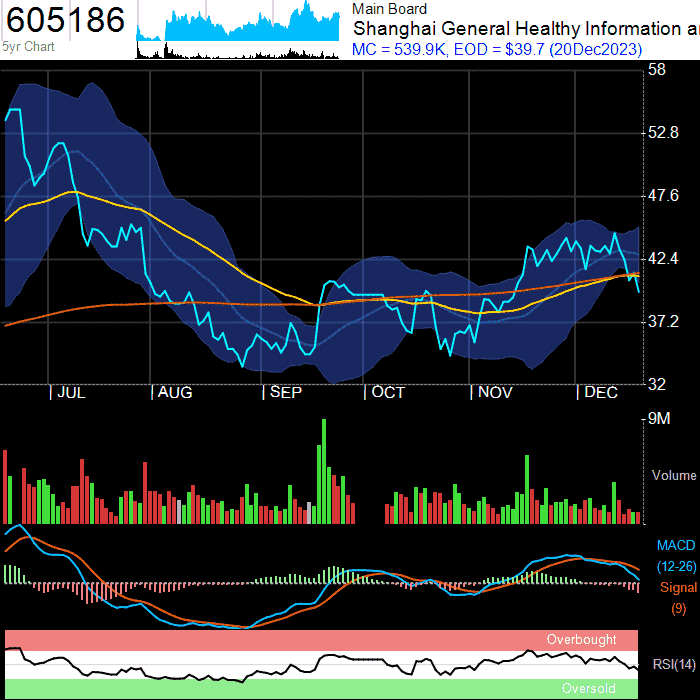 605186
5yr Chart
Main Board
Shanghai General Healthy Information a
MC = 539.9K, EOD = $39.7 (20Dec2023)
58
52.8
47.6
42.4
37.2
32
| JUL | AUG | SEP | OCT | NOV | DEC
9M
Volume
MACD
(12-26)
Signal
(9)
Overbought
RSI(14)
Oversold